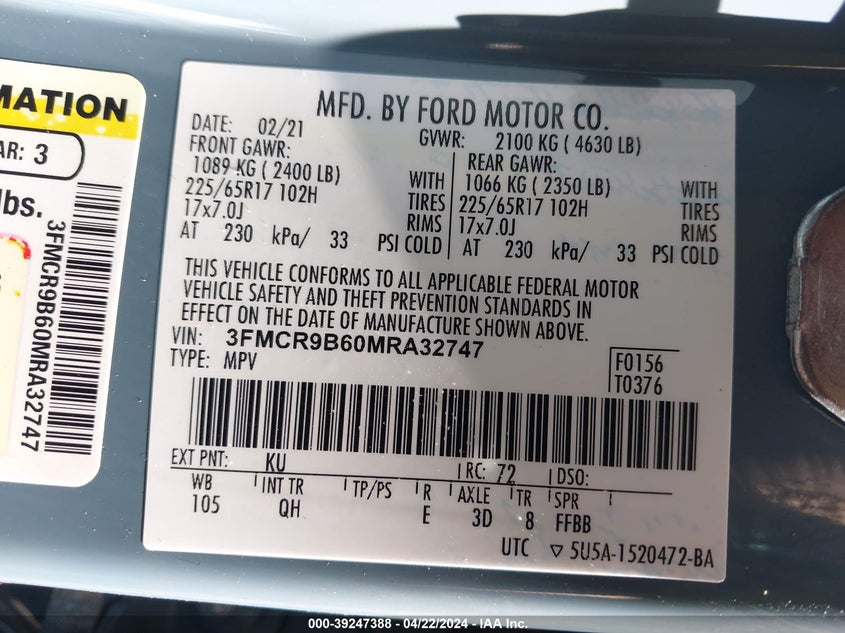 MATION
AR: 3
lbs.
3FMCR9B60MRA32747
MFD. BY FORD MOTOR CO.
DATE: 02/21 GVWR: 2100 KG ( 4630 LB)
FRONT GAWR: REAR GAWR:
1089 KG ( 2400 LB) WITH 1066 KG ( 2350 LB) WITH
225/65R17 102H TIRES 225/65R17 102H TIRES
17x7.0J RIMS 17x7.0J RIMS
AT 230 kPa/ 33 PSI COLD AT 230 kPa/ 33 PSI COLD
THIS VEHICLE CONFORMS TO ALL APPLICABLE FEDERAL MOTOR
VEHICLE SAFETY AND THEFT PREVENTION STANDARDS IN
EFFECT ON THE DATE OF MANUFACTURE SHOWN ABOVE.
VIN: 3FMCR9B60MRA32747
TYPE: MPV
F0156
T0376
EXT PNT: KU RC: 72 DSO:
WB INT TR TP/PS R AXLE TR SPR
105 QH E 3D 8 FFBB
UTC ▽ 5U5A-1520472-BA
000-39247388 - 04/22/2024 - IAA Inc.